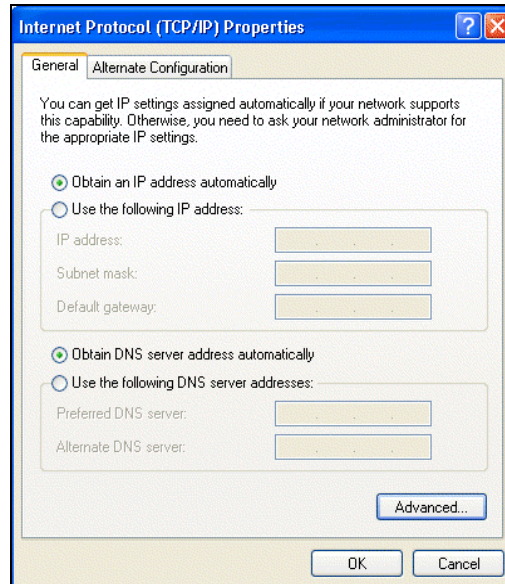 Internet Protocol (TCP/IP) Properties
General
Alternate Configuration
You can get IP settings assigned automatically if your network supports
this capability. Otherwise, you need to ask your network administrator for
the appropriate IP settings.
Obtain an IP address automatically
Use the following IP address:
IP address:
Subnet mask:
Default gateway:
Obtain DNS server address automatically
Use the following DNS server addresses:
Preferred DNS server:
Alternate DNS server:
Advanced...
OK
Cancel